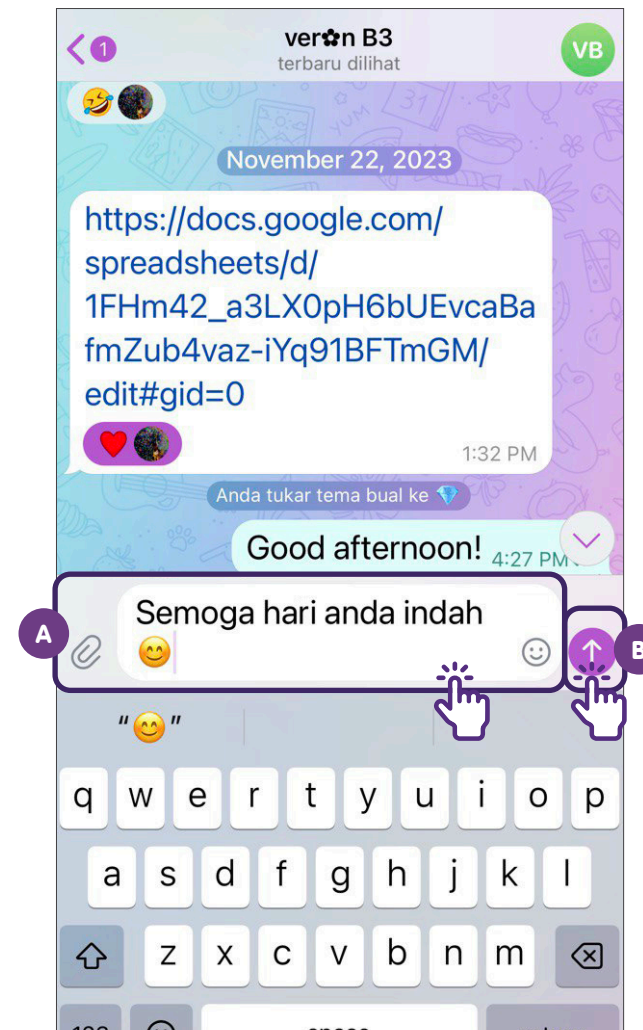 1
ver✿n B3
terbaru dilihat
VB
🤣
November 22, 2023
https://docs.google.com/
spreadsheets/d/
1FHm42_a3LX0pH6bUEvcaBa
fmZub4vaz-iYq91BFTmGM/
edit#gid=0
❤️
1:32 PM
Anda tukar tema bual ke 💎
Good afternoon! 4:27 PM
A
Semoga hari anda indah
😊
B
"😊"
q w e r t y u i o p
a s d f g h j k l
z x c v b n m